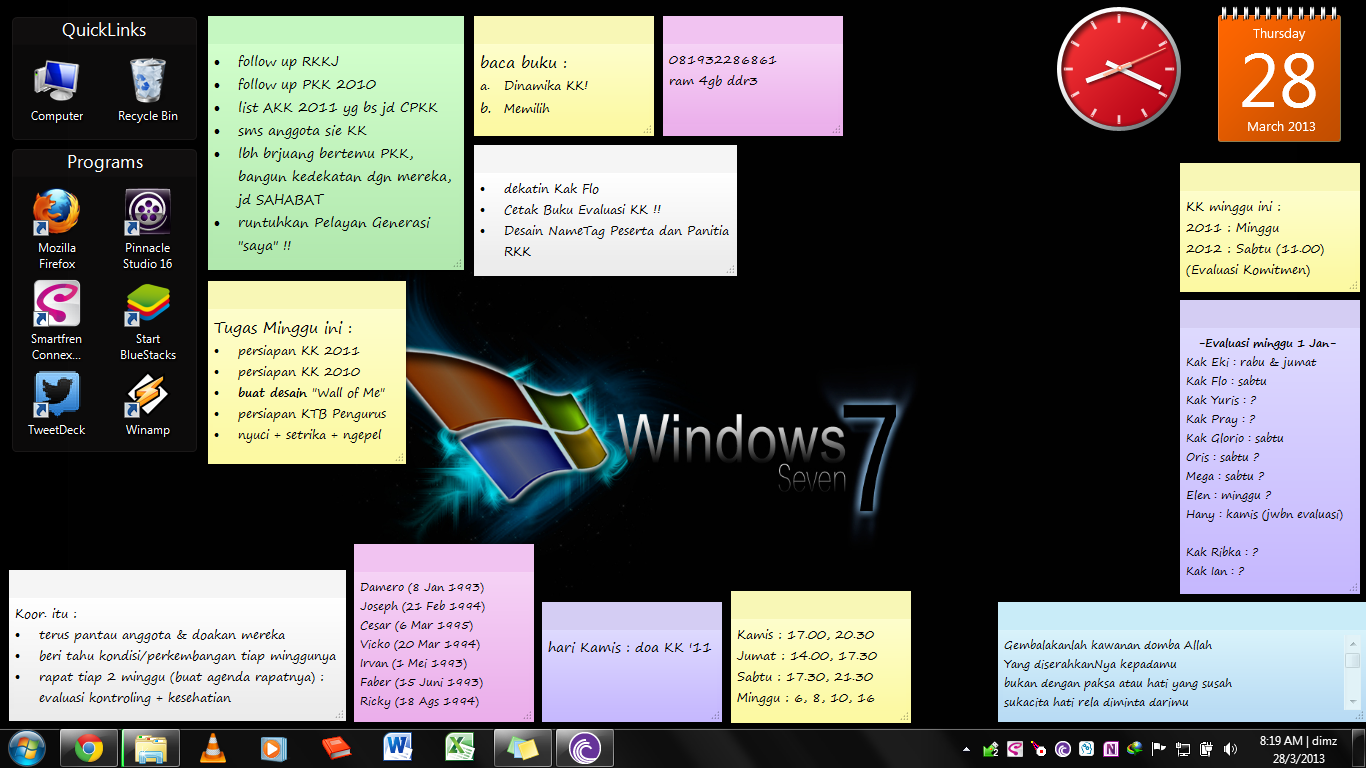 QuickLinks
Computer
Recycle Bin
Programs
Mozilla
Firefox
Pinnacle
Studio 16
Smartfren
Connex...
Start
BlueStacks
TweetDeck
Winamp
• follow up RKKJ
• follow up PKK 2010
• list AKK 2011 yg bs jd CPKK
• sms anggota sie KK
• lbh brjuang bertemu PKK,
bangun kedekatan dgn mereka,
jd SAHABAT
• runtuhkan Pelayan Generasi
"saya" !!
baca buku :
a. Dinamika KK!
b. Memilih
081932286861
ram 4gb ddr3
• dekatin Kak Flo
• Cetak Buku Evaluasi KK !!
• Desain NameTag Peserta dan Panitia
RKK
Thursday
28
March 2013
KK minggu ini :
2011 : Minggu
2012 : Sabtu (11.00)
(Evaluasi Komitmen)
Tugas Minggu ini :
• persiapan KK 2011
• persiapan KK 2010
• buat desain "Wall of Me"
• persiapan KTB Pengurus
• nyuci + setrika + ngepel
Windows 7
Seven
-Evaluasi minggu 1 Jan-
Kak Eki : rabu & jumat
Kak Flo : sabtu
Kak Yuris : ?
Kak Pray : ?
Kak Glorio : sabtu
Oris : sabtu ?
Mega : sabtu ?
Elen : minggu ?
Hany : kamis (jwbn evaluasi)
Kak Ribka : ?
Kak Ian : ?
Koor. itu :
• terus pantau anggota & doakan mereka
• beri tahu kondisi/perkembangan tiap minggunya
• rapat tiap 2 minggu (buat agenda rapatnya) :
evaluasi kontroling + kesehatian
Damero (8 Jan 1993)
Joseph (21 Feb 1994)
Cesar (6 Mar 1995)
Vicko (20 Mar 1994)
Irvan (1 Mei 1993)
Faber (15 Juni 1993)
Ricky (18 Ags 1994)
hari Kamis : doa KK '11
Kamis : 17.00, 20.30
Jumat : 14.00, 17.30
Sabtu : 17.30, 21.30
Minggu : 6, 8, 10, 16
Gembalakanlah kawanan domba Allah
Yang diserahkanNya kepadamu
bukan dengan paksa atau hati yang susah
sukacita hati rela diminta darimu
8:19 AM | dimz
28/3/2013